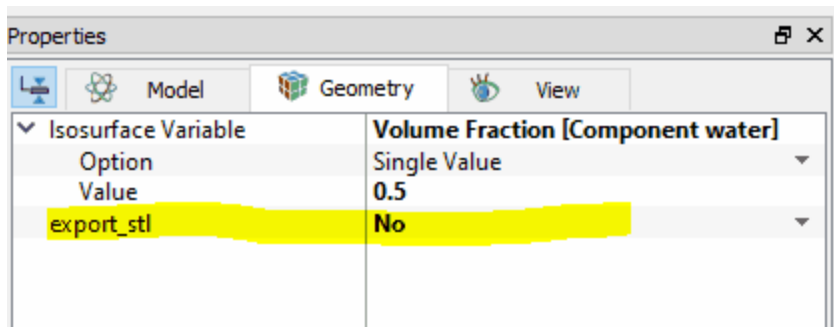 Properties
Model Geometry View
Isosurface Variable Volume Fraction [Component water]
Option Single Value
Value 0.5
export_stl No